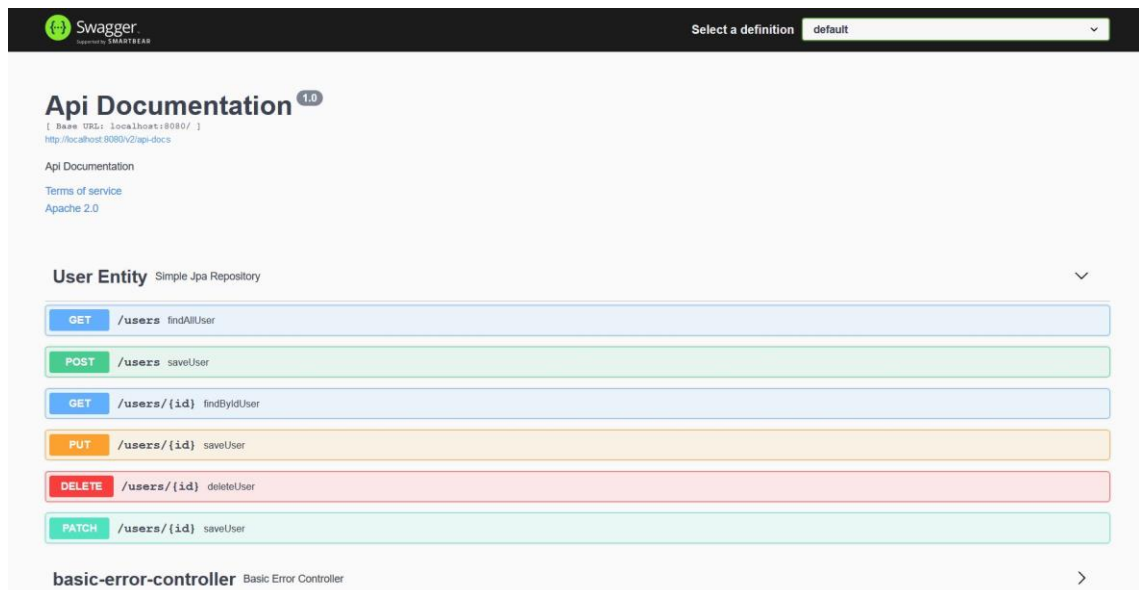 Swagger
Supported by SMARTBEAR
Select a definition default
Api Documentation 1.0
[ Base URL: localhost:8080/ ]
http://localhost:8080/v2/api-docs
Api Documentation
Terms of service
Apache 2.0
User Entity Simple Jpa Repository
GET /users findAllUser
POST /users saveUser
GET /users/{id} findByIdUser
PUT /users/{id} saveUser
DELETE /users/{id} deleteUser
PATCH /users/{id} saveUser
basic-error-controller Basic Error Controller